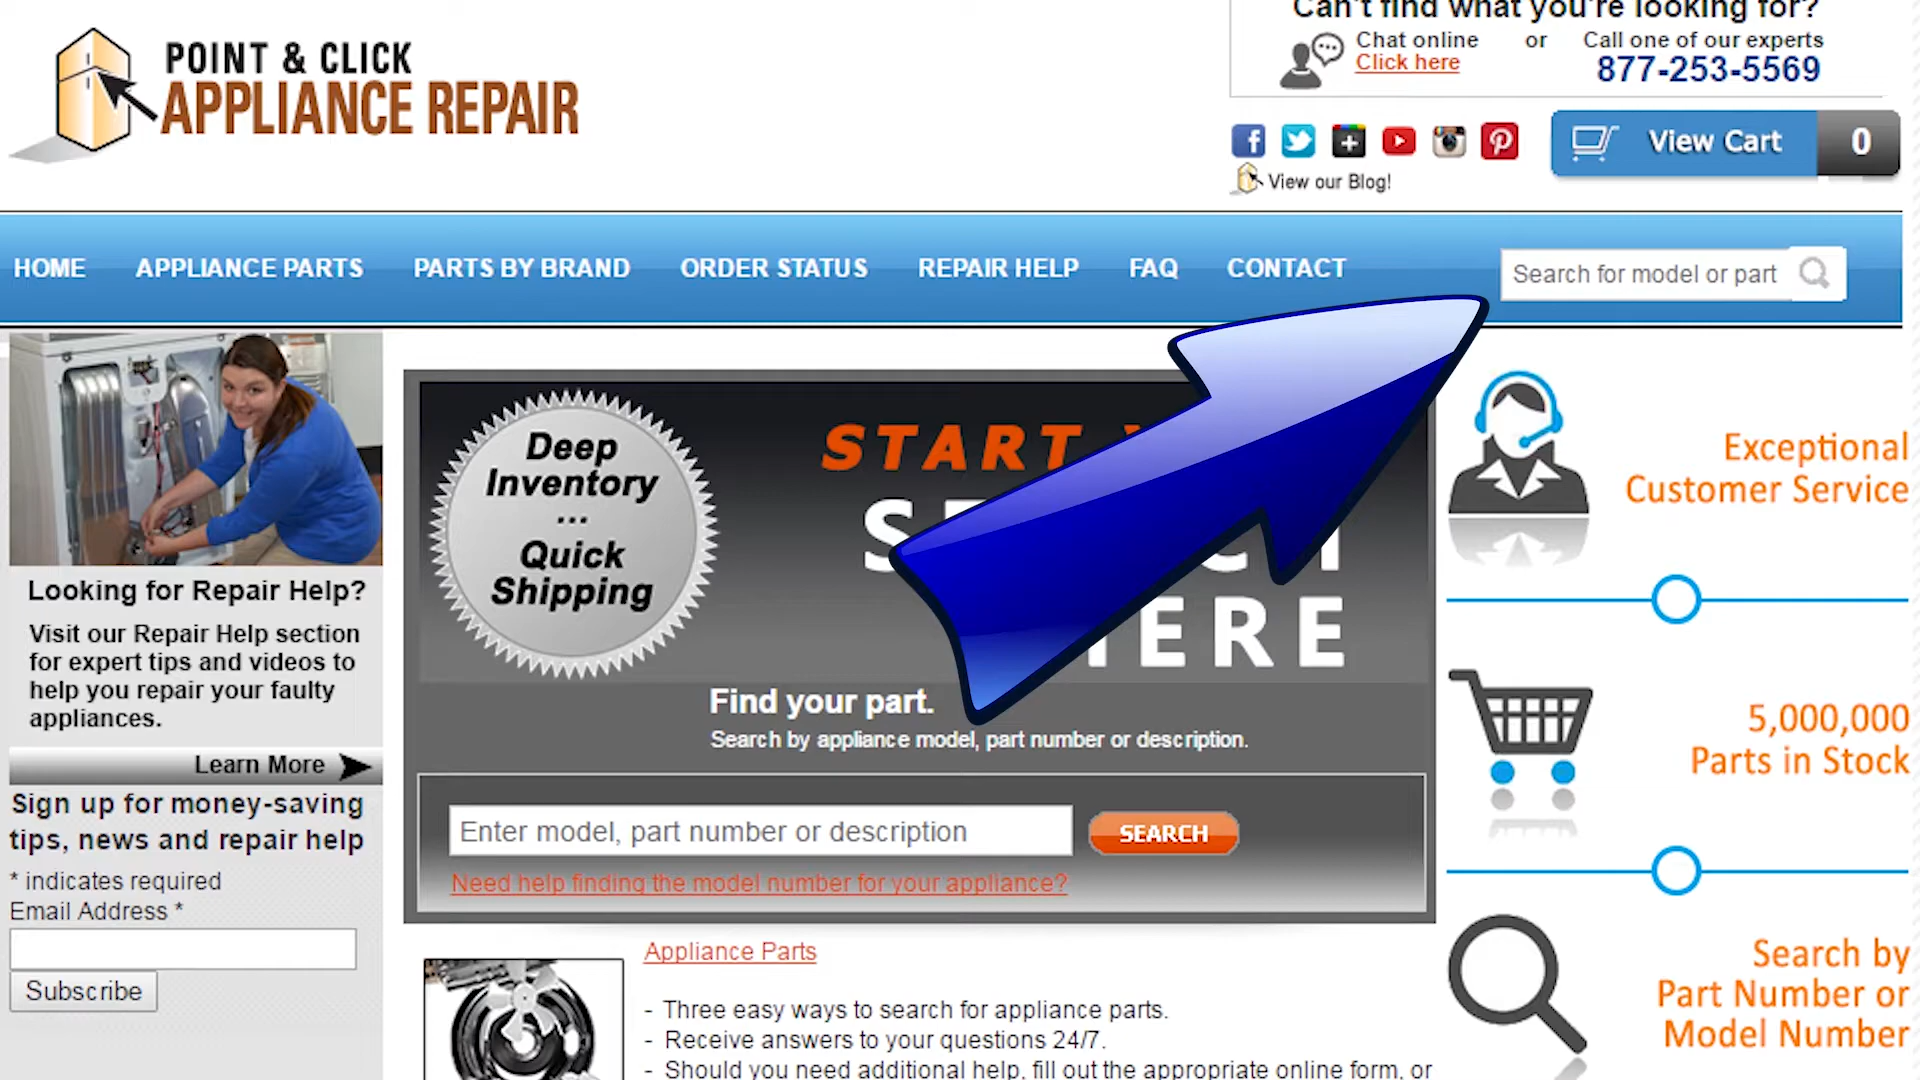 Can't find what you're looking for?
POINT & CLICK
APPLIANCE REPAIR
Chat online or Call one of our experts
Click here
877-253-5569
View Cart 0
View our Blog!
HOME APPLIANCE PARTS PARTS BY BRAND ORDER STATUS REPAIR HELP FAQ CONTACT
Search for model or part
Looking for Repair Help?
Visit our Repair Help section
for expert tips and videos to
help you repair your faulty
appliances.
Learn More
Sign up for money-saving
tips, news and repair help
* indicates required
Email Address *
Subscribe
Deep
Inventory
...
Quick
Shipping
START
Find your part.
Search by appliance model, part number or description.
Enter model, part number or description
SEARCH
Need help finding the model number for your appliance?
Appliance Parts
- Three easy ways to search for appliance parts.
- Receive answers to your questions 24/7.
- Should you need additional help, fill out the appropriate online form, or
Exceptional
Customer Service
5,000,000
Parts in Stock
Search by
Part Number or
Model Number